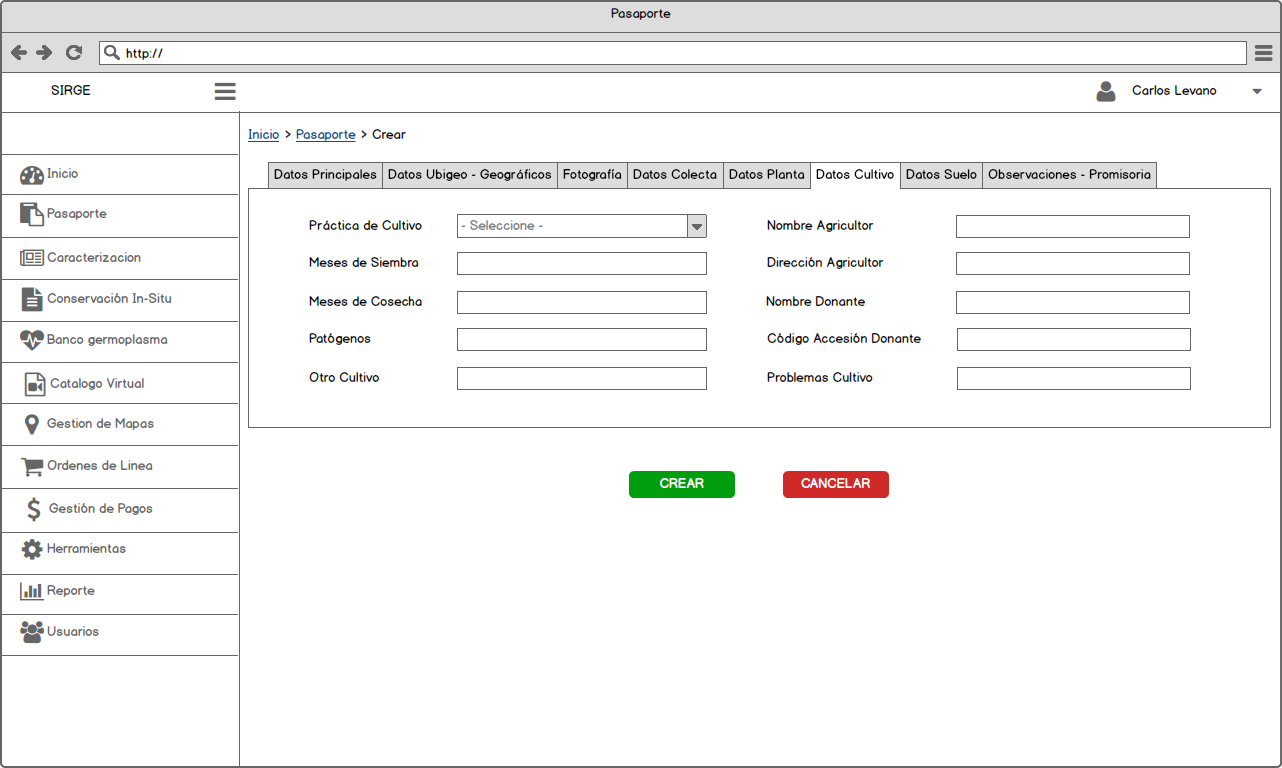 Pasaporte
http://
SIRGE
Carlos Levano
Inicio > Pasaporte > Crear
Inicio
Pasaporte
Caracterizacion
Conservación In-Situ
Banco germoplasma
Catalogo Virtual
Gestion de Mapas
Ordenes de Linea
Gestión de Pagos
Herramientas
Reporte
Usuarios
Datos Principales Datos Ubigeo - Geográficos Fotografía Datos Colecta Datos Planta Datos Cultivo Datos Suelo Observaciones - Promisoria
Práctica de Cultivo - Seleccione - Nombre Agricultor
Meses de Siembra Dirección Agricultor
Meses de Cosecha Nombre Donante
Patógenos Código Accesión Donante
Otro Cultivo Problemas Cultivo
CREAR CANCELAR